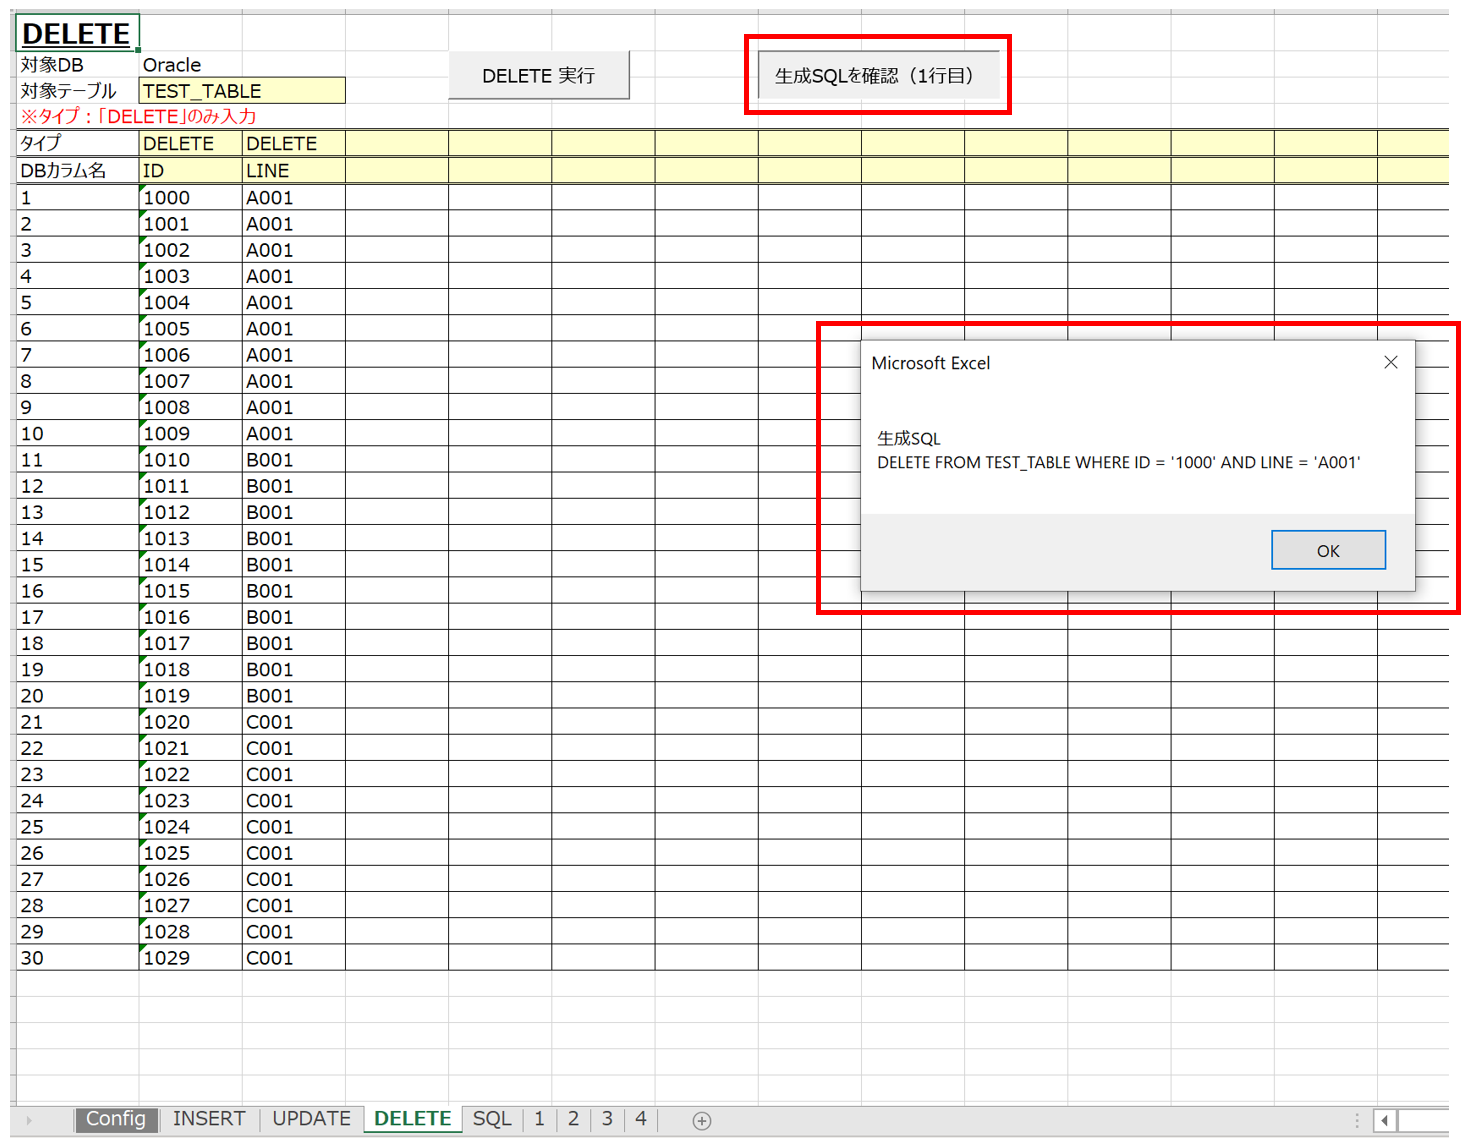 DELETE
対象DB Oracle
対象テーブル TEST_TABLE
DELETE 実行
生成SQLを確認（1行目）
※タイプ：「DELETE」のみ入力
タイプ DELETE DELETE
DBカラム名 ID LINE
1 1000 A001
2 1001 A001
3 1002 A001
4 1003 A001
5 1004 A001
6 1005 A001
7 1006 A001
8 1007 A001
9 1008 A001
10 1009 A001
11 1010 B001
12 1011 B001
13 1012 B001
14 1013 B001
15 1014 B001
16 1015 B001
17 1016 B001
18 1017 B001
19 1018 B001
20 1019 B001
21 1020 C001
22 1021 C001
23 1022 C001
24 1023 C001
25 1024 C001
26 1025 C001
27 1026 C001
28 1027 C001
29 1028 C001
30 1029 C001
Microsoft Excel
生成SQL
DELETE FROM TEST_TABLE WHERE ID = '1000' AND LINE = 'A001'
OK
Config INSERT UPDATE DELETE SQL 1 2 3 4